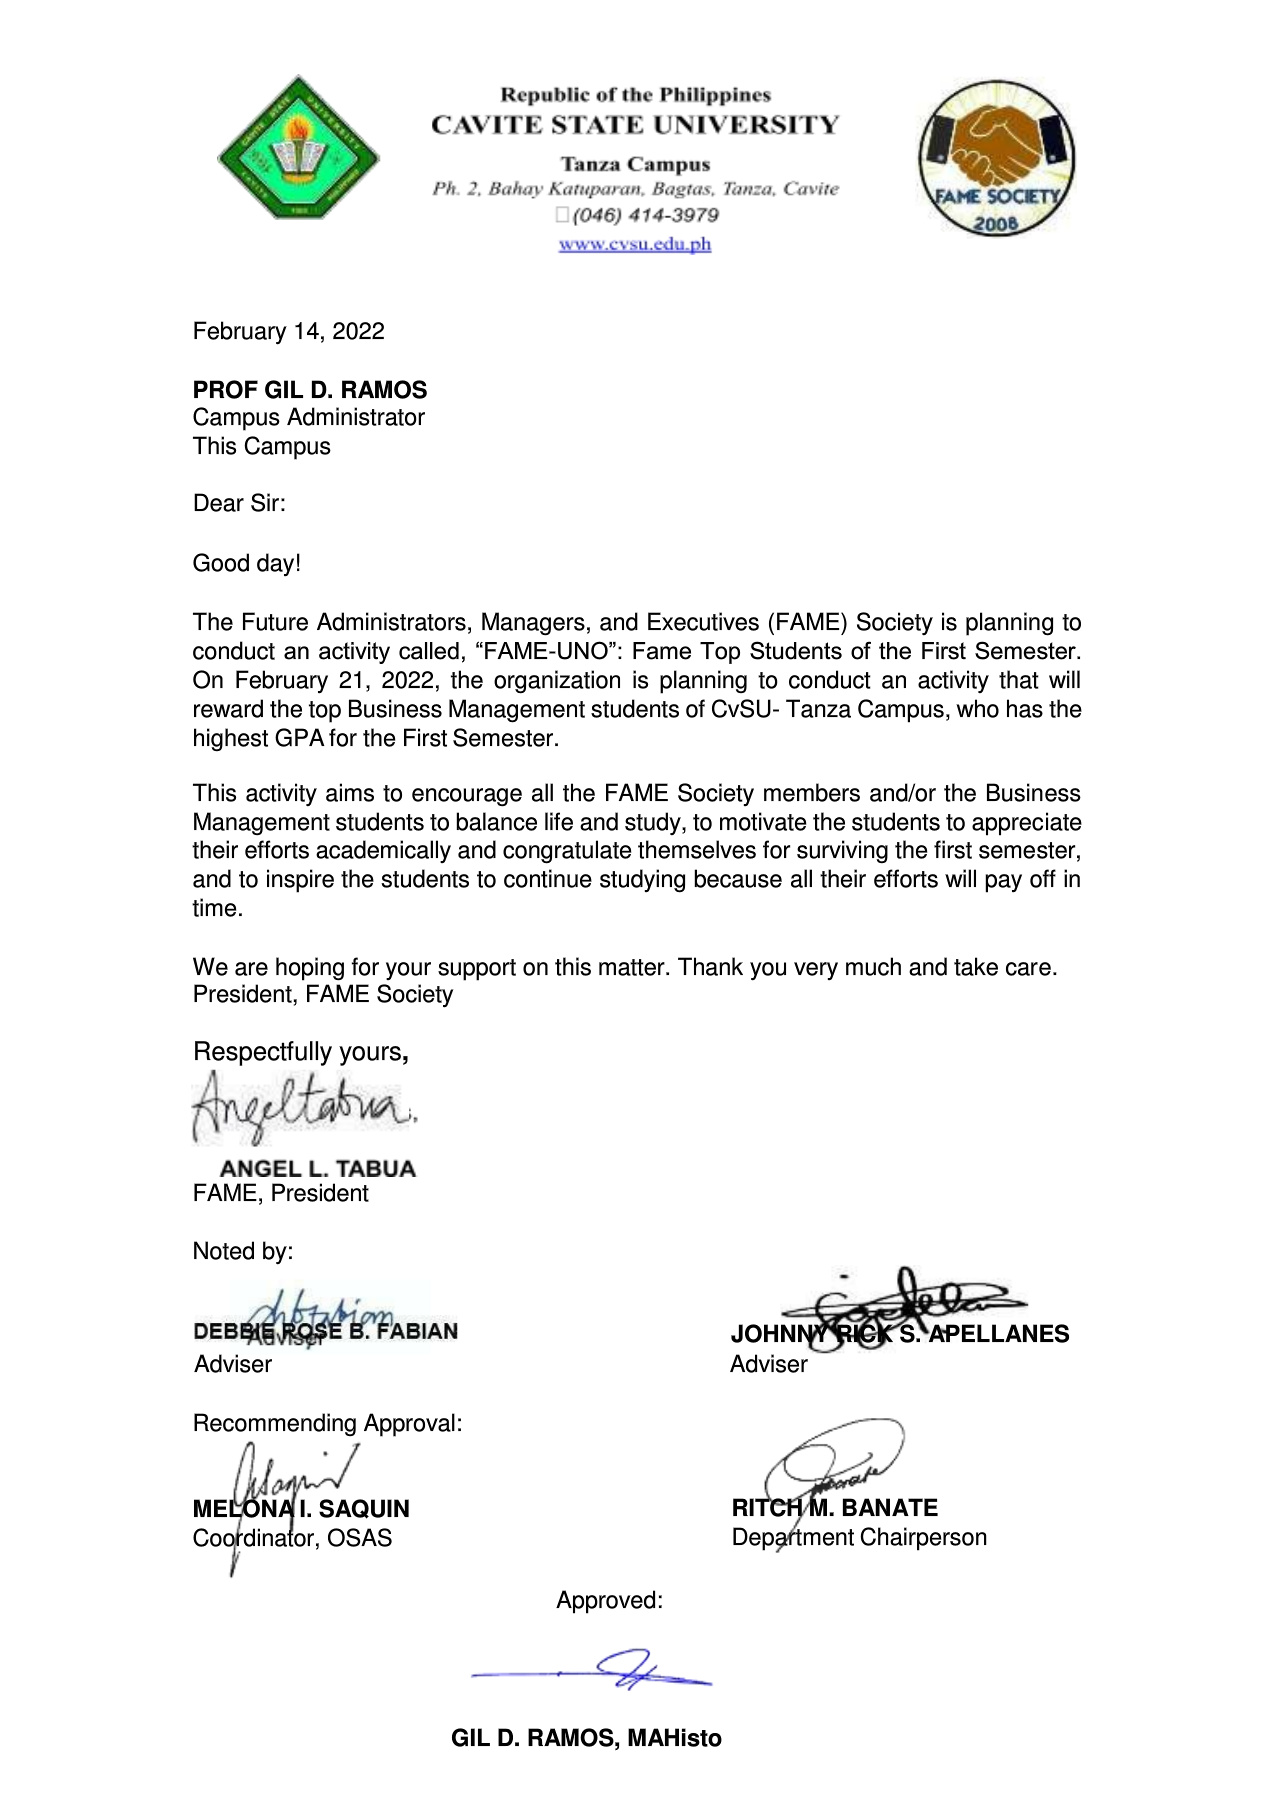 CAVITE STATE UNIVERSITY
CAVITE
Republic of the Philippines
CAVITE STATE UNIVERSITY
Tanza Campus
Ph. 2, Bahay Katuparan, Bagtas, Tanza, Cavite
(046) 414-3979
www.cvsu.edu.ph
FAME SOCIETY
2008
February 14, 2022
PROF GIL D. RAMOS
Campus Administrator
This Campus
Dear Sir:
Good day!
The Future Administrators, Managers, and Executives (FAME) Society is planning to
conduct an activity called, “FAME-UNO”: Fame Top Students of the First Semester.
On February 21, 2022, the organization is planning to conduct an activity that will
reward the top Business Management students of CvSU- Tanza Campus, who has the
highest GPA for the First Semester.
This activity aims to encourage all the FAME Society members and/or the Business
Management students to balance life and study, to motivate the students to appreciate
their efforts academically and congratulate themselves for surviving the first semester,
and to inspire the students to continue studying because all their efforts will pay off in
time.
We are hoping for your support on this matter. Thank you very much and take care.
President, FAME Society
Respectfully yours,
Angel tabua
ANGEL L. TABUA
FAME, President
Noted by:
DEBBIE ROSE B. FABIAN
Adviser
Adviser
JOHNNY RICK S. APELLANES
Adviser
Recommending Approval:
MELONA I. SAQUIN
Coordinator, OSAS
RITCH M. BANATE
Department Chairperson
Approved:
GIL D. RAMOS, MAHisto